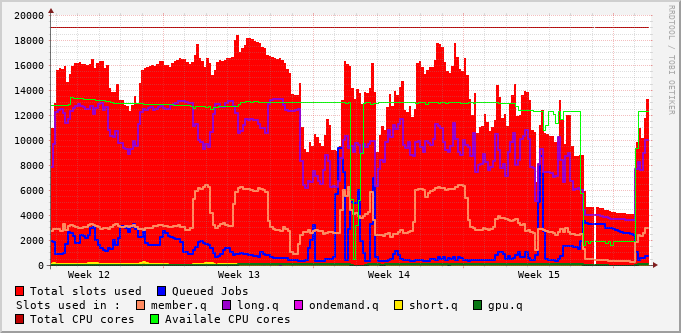 20000
18000
16000
14000
12000
10000
8000
6000
4000
2000
0
Week 12 Week 13 Week 14 Week 15
RRDTOOL / TOBI OETIKER
Total slots used Queued Jobs
Slots used in : member.q long.q ondemand.q short.q gpu.q
Total CPU cores Availale CPU cores